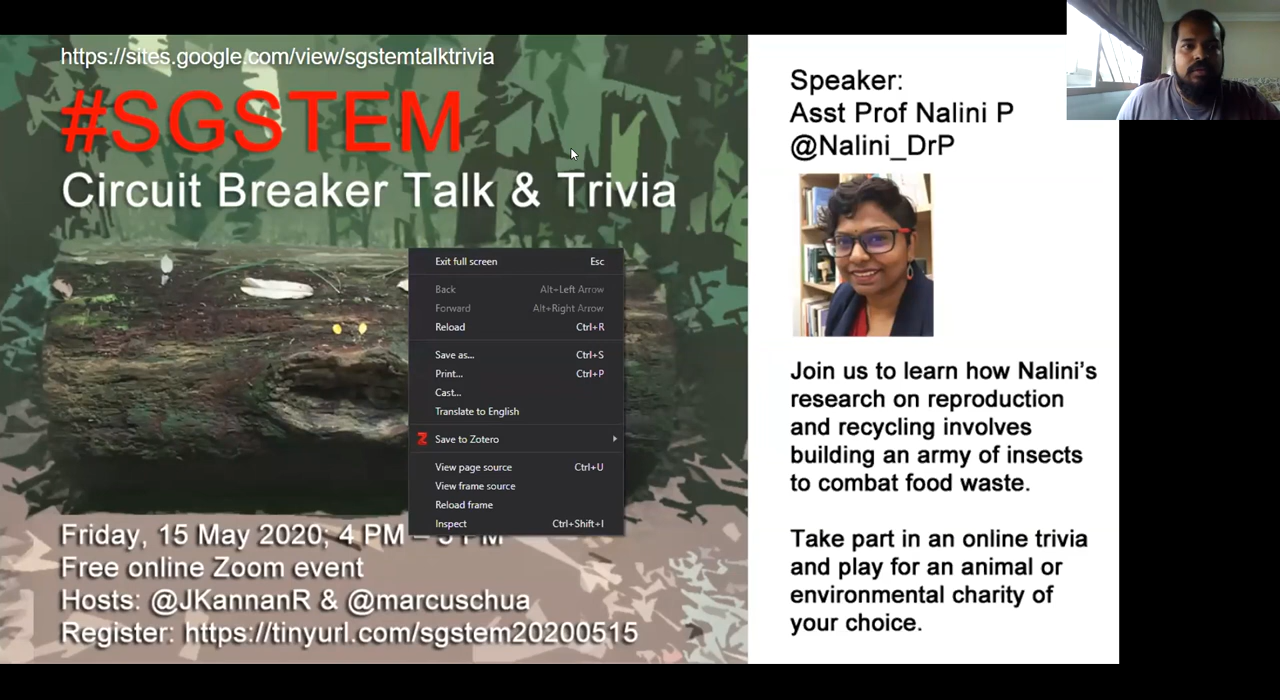 https://sites.google.com/view/sgstemtalktrivia
#SGSTEM
Circuit Breaker Talk & Trivia
Exit full screen Esc
Back Alt+Left Arrow
Forward Alt+Right Arrow
Reload Ctrl+R
Save as... Ctrl+S
Print... Ctrl+P
Cast...
Translate to English
Save to Zotero
View page source Ctrl+U
View frame source
Reload frame
Inspect Ctrl+Shift+I
Friday, 15 May 2020; 4 PM – 5 PM
Free online Zoom event
Hosts: @JKannanR & @marcuschua
Register: https://tinyurl.com/sgstem20200515
Speaker:
Asst Prof Nalini P
@Nalini_DrP
Join us to learn how Nalini's
research on reproduction
and recycling involves
building an army of insects
to combat food waste.
Take part in an online trivia
and play for an animal or
environmental charity of
your choice.